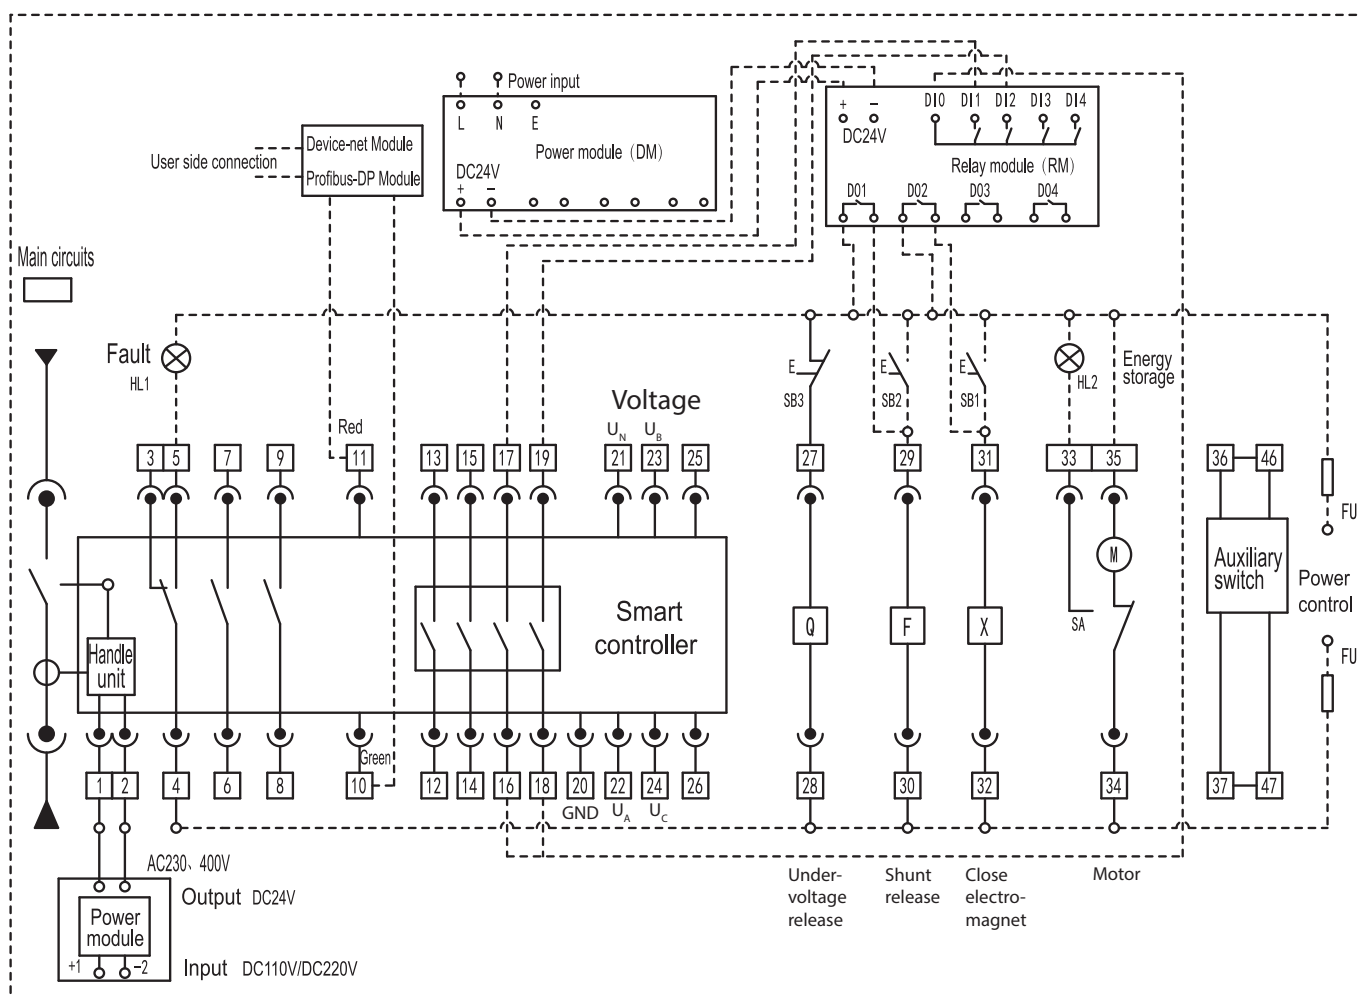 Power input
L N E
Power module（DM）
DC24V
+ −
Device-net Module
Profibus-DP Module
User side connection
+ −
DC24V
DI0 DI1 DI2 DI3 DI4
Relay module（RM）
D01 D02 D03 D04
Main circuits
Fault
HL1
Red
Voltage
U_N U_B
E
SB3
E
SB2
E
SB1
HL2
Energy
storage
3 5 7 9 11 13 15 17 19 21 23 25 27 29 31 33 35 36 46
FU
Smart
controller
Handle
unit
Q
F
X
M
SA
Auxiliary
switch
Power
control
FU
Green
1 2 4 6 8 10 12 14 16 18 20 22 24 26 28 30 32 34 37 47
GND U_A U_C
AC230、400V
Output DC24V
Power
module
+1 −2
Input DC110V/DC220V
Under-
voltage
release
Shunt
release
Close
electro-
magnet
Motor